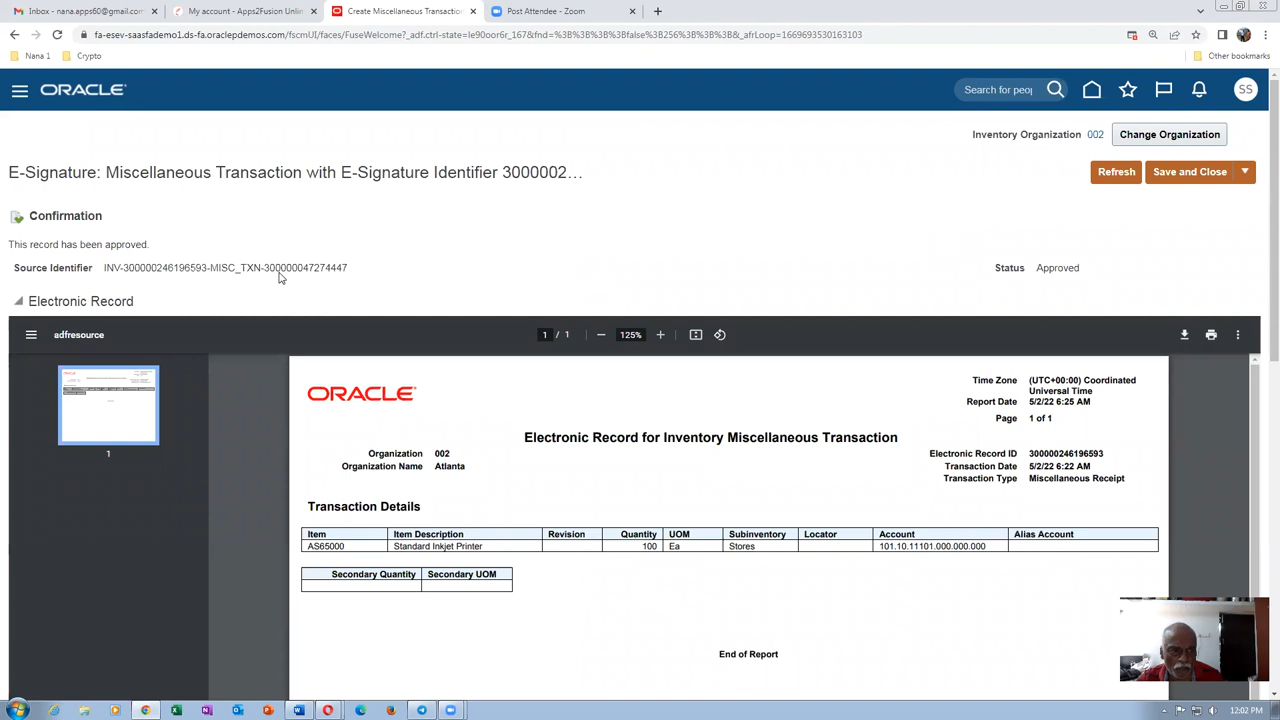 Inbox - nana.apps60@gmail.com
My account - Apps2Fusion Unlim
Create Miscellaneous Transactio
Post Attendee - Zoom
fa-esev-saasfademo1.ds-fa.oraclepdemos.com/fscmUI/faces/FuseWelcome?_adf.ctrl-state=le90oor6r_167&fnd=%3B%3B%3B%3Bfalse%3B256%3B%3B%3B&_afrLoop=1669693530163103
Nana 1
Crypto
Other bookmarks
ORACLE
Search for peop
SS
Inventory Organization 002
Change Organization
E-Signature: Miscellaneous Transaction with E-Signature Identifier 3000002…
Refresh
Save and Close
Confirmation
This record has been approved.
Source Identifier INV-300000246196593-MISC_TXN-300000047274447
Status Approved
Electronic Record
adfresource
1 / 1
125%
1
ORACLE
Time Zone (UTC+00:00) Coordinated
Universal Time
Report Date 5/2/22 6:25 AM
Page 1 of 1
Electronic Record for Inventory Miscellaneous Transaction
Organization 002
Organization Name Atlanta
Electronic Record ID 300000246196593
Transaction Date 5/2/22 6:22 AM
Transaction Type Miscellaneous Receipt
Transaction Details
Item Item Description Revision Quantity UOM Subinventory Locator Account Alias Account
AS65000 Standard Inkjet Printer 100 Ea Stores 101.10.11101.000.000.000
Secondary Quantity Secondary UOM
End of Report
12:02 PM